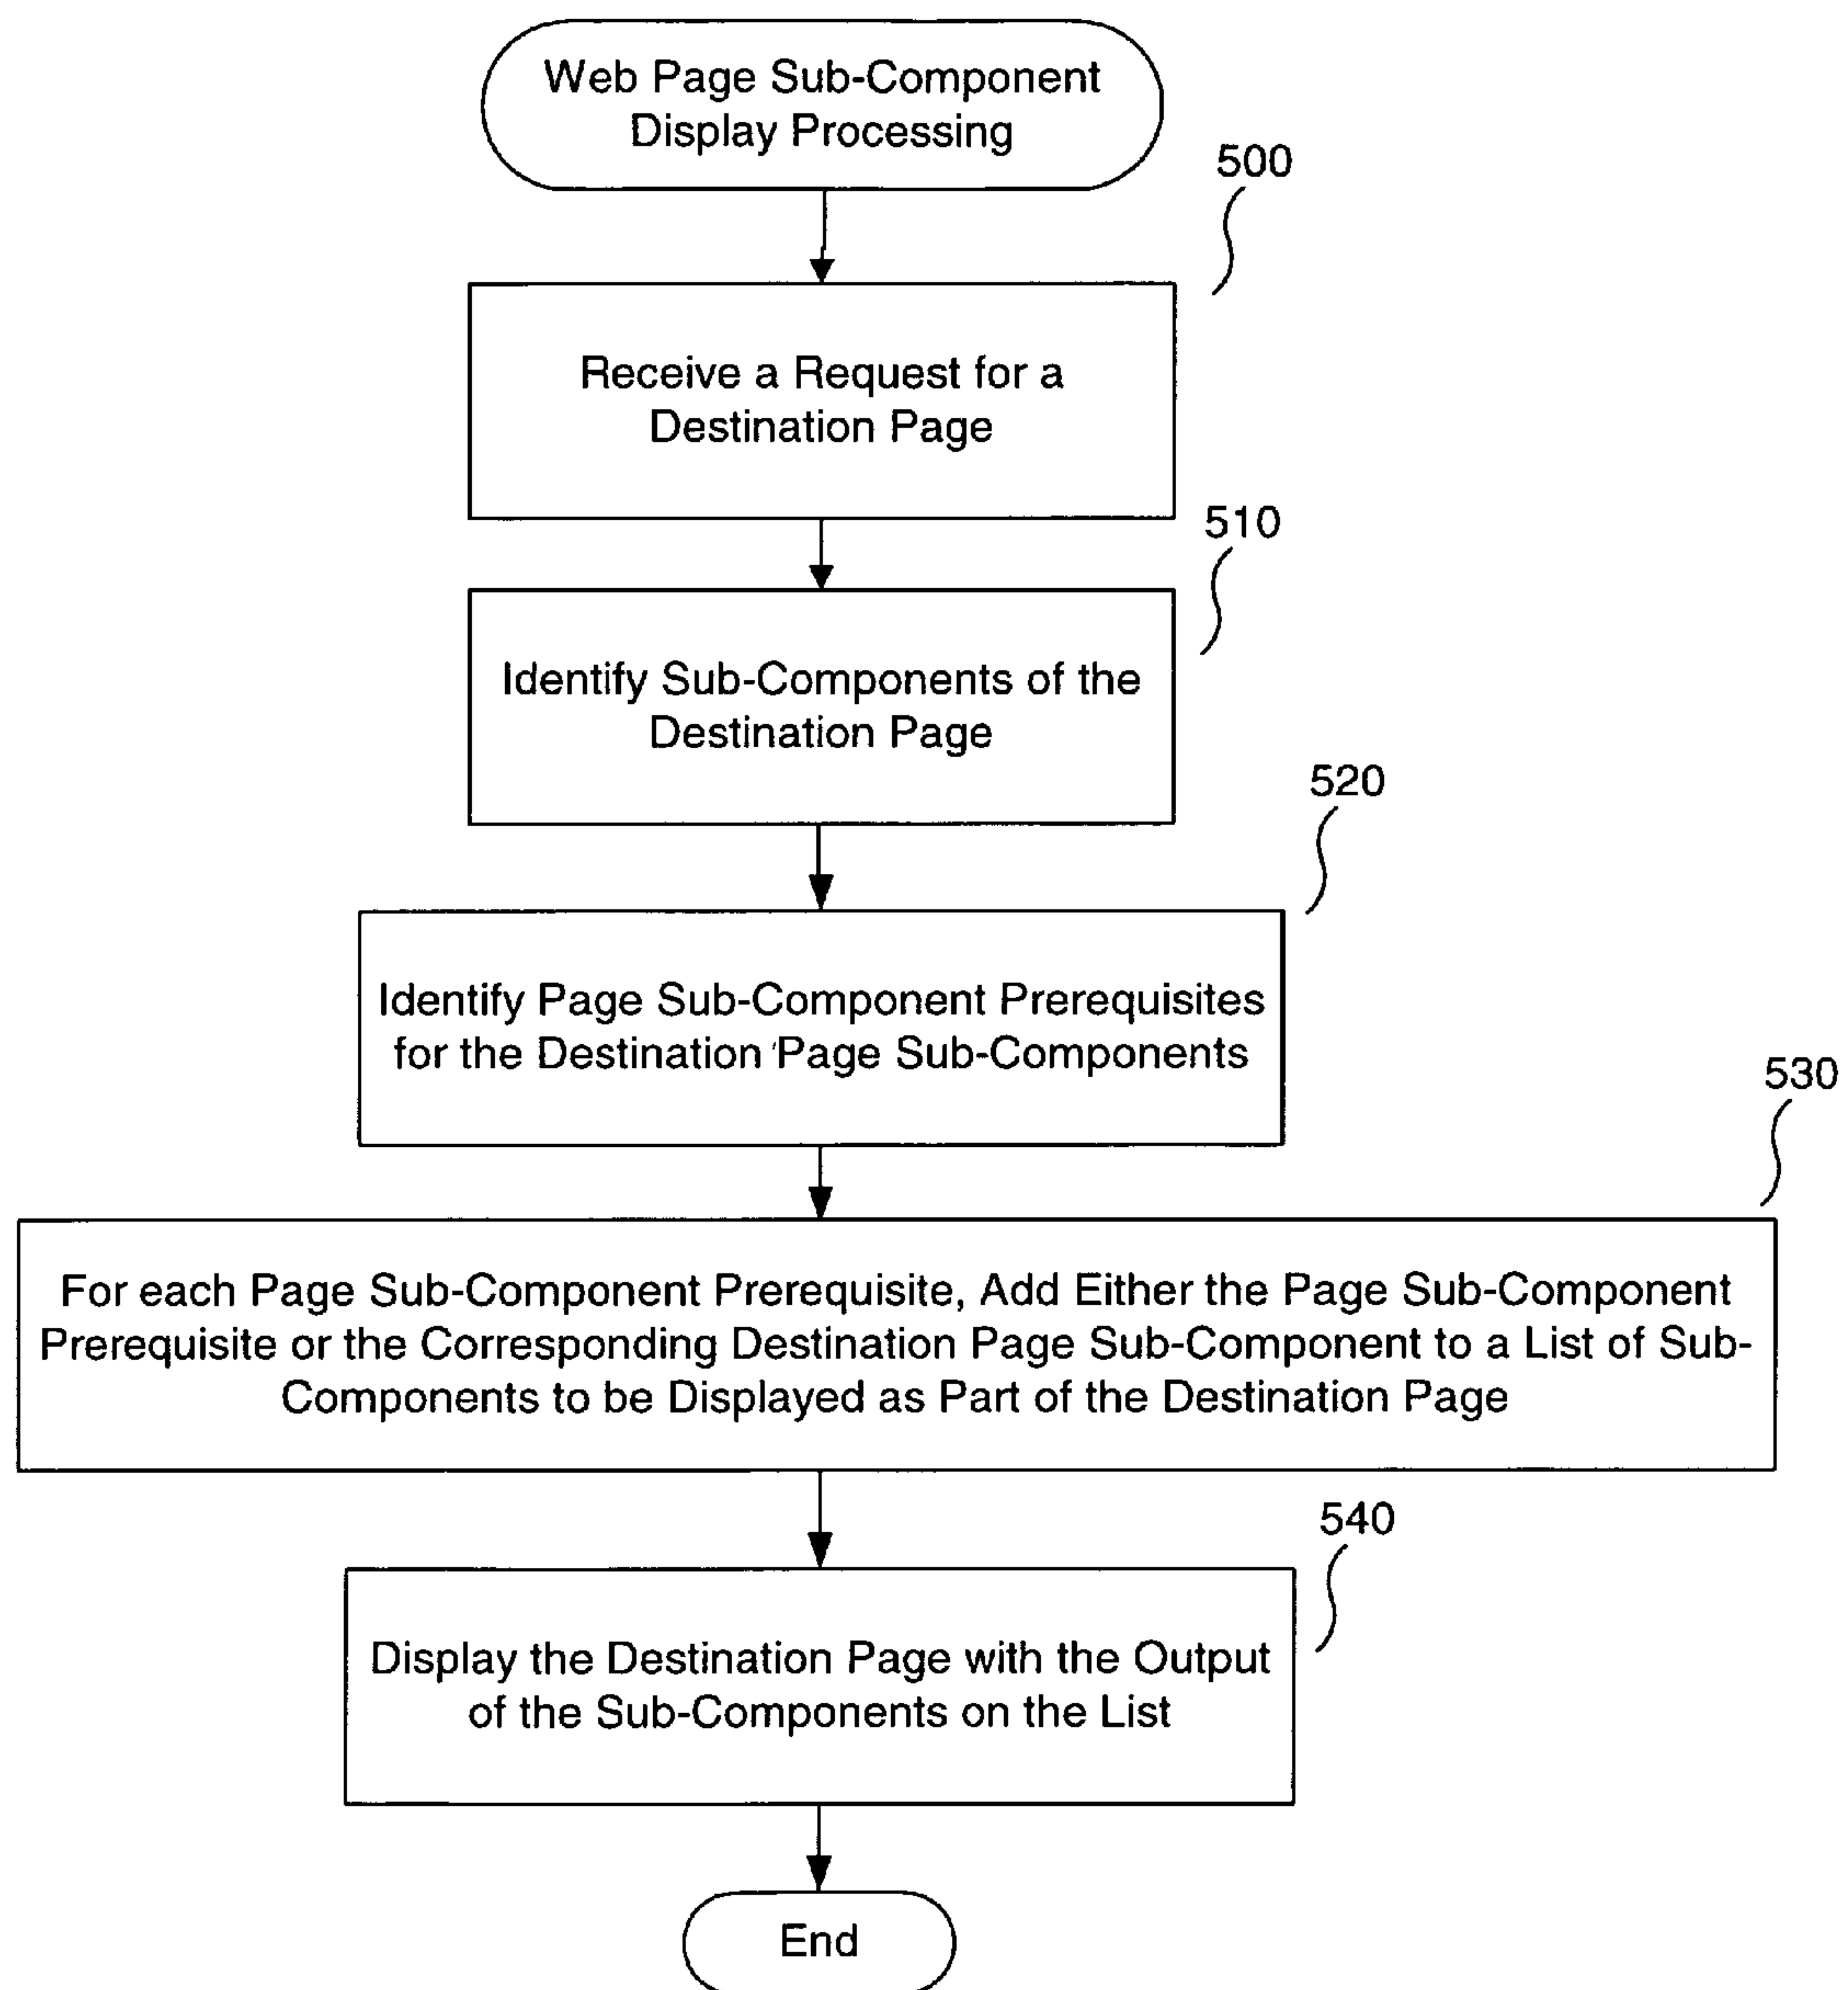 Web Page Sub-Component
Display Processing
500
Receive a Request for a
Destination Page
510
Identify Sub-Components of the
Destination Page
520
Identify Page Sub-Component Prerequisites
for the Destination Page Sub-Components
530
For each Page Sub-Component Prerequisite, Add Either the Page Sub-Component
Prerequisite or the Corresponding Destination Page Sub-Component to a List of Sub-
Components to be Displayed as Part of the Destination Page
540
Display the Destination Page with the Output
of the Sub-Components on the List
End